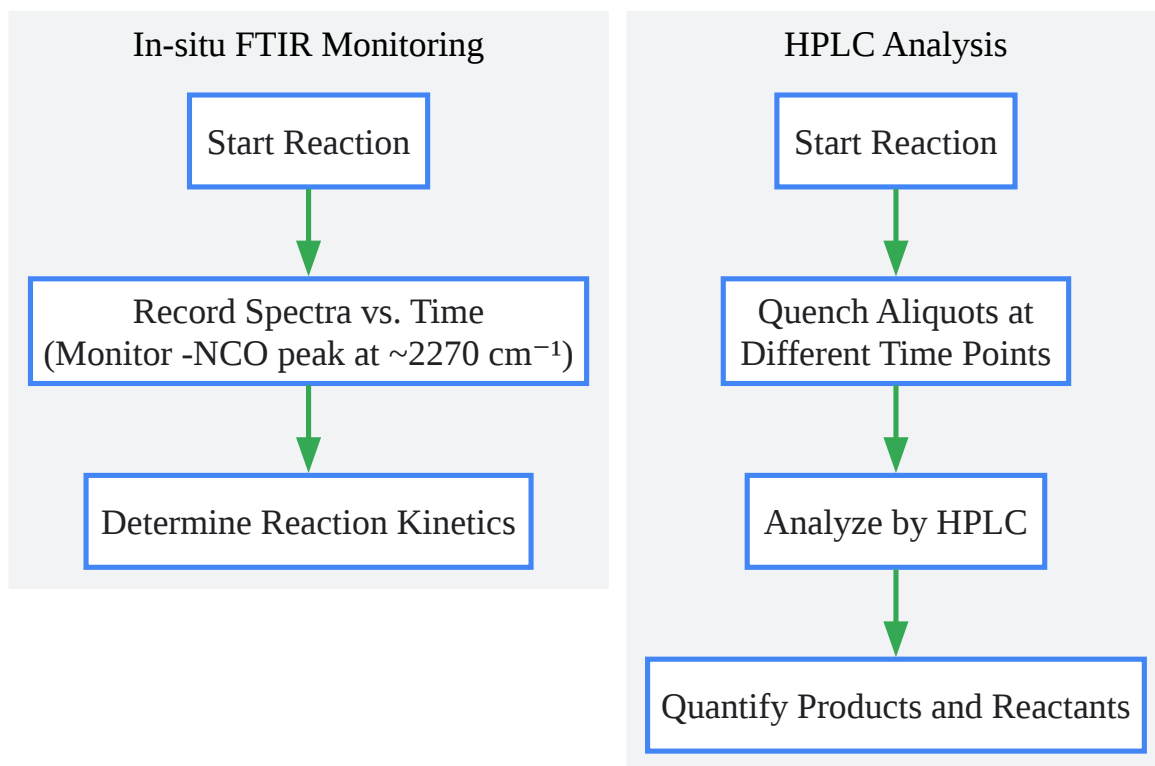 In-situ FTIR Monitoring
Start Reaction
Record Spectra vs. Time
(Monitor -NCO peak at ~2270 cm⁻¹)
Determine Reaction Kinetics
HPLC Analysis
Start Reaction
Quench Aliquots at
Different Time Points
Analyze by HPLC
Quantify Products and Reactants